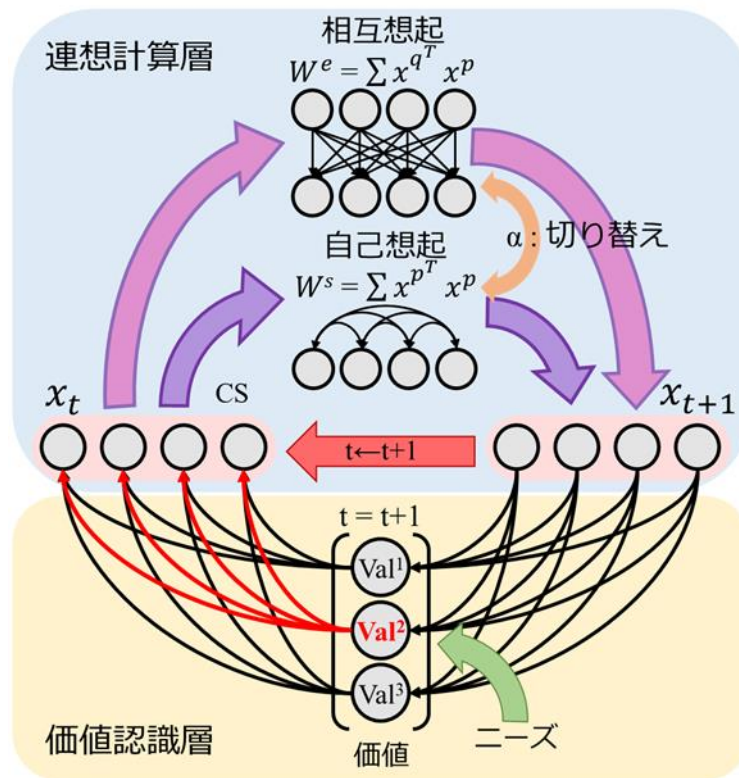 連想計算層
相互想起
W^e = ∑ x^{q^T} x^p
α : 切り替え
自己想起
W^s = ∑ x^{p^T} x^p
x_t
CS
x_{t+1}
t←t+1
t = t+1
Val¹
Val²
Val³
価値認識層
価値
ニーズ